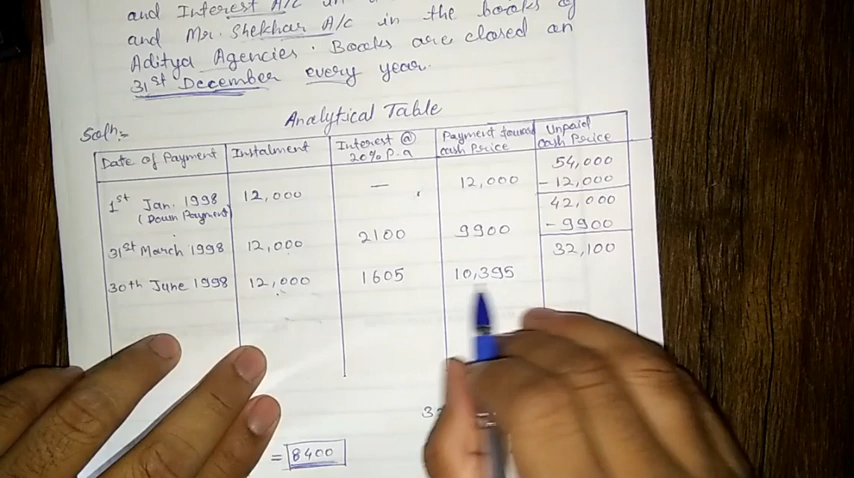 and Interest A/c in
and Mr. Shekhar A/c in the books of
Aditya Agencies. Books are closed on
31st December every year.
Analytical Table
Soln:-
Date of Payment Instalment Interest @ 20% p.a Payment toward cash Price Unpaid cash Price
54,000
1st Jan. 1998 12,000 — 12,000 - 12,000
(Down Payment) 42,000
31st March 1998 12,000 2100 9900 - 9900
32,100
30th June 1998 12,000 1605 10,395
= 8400